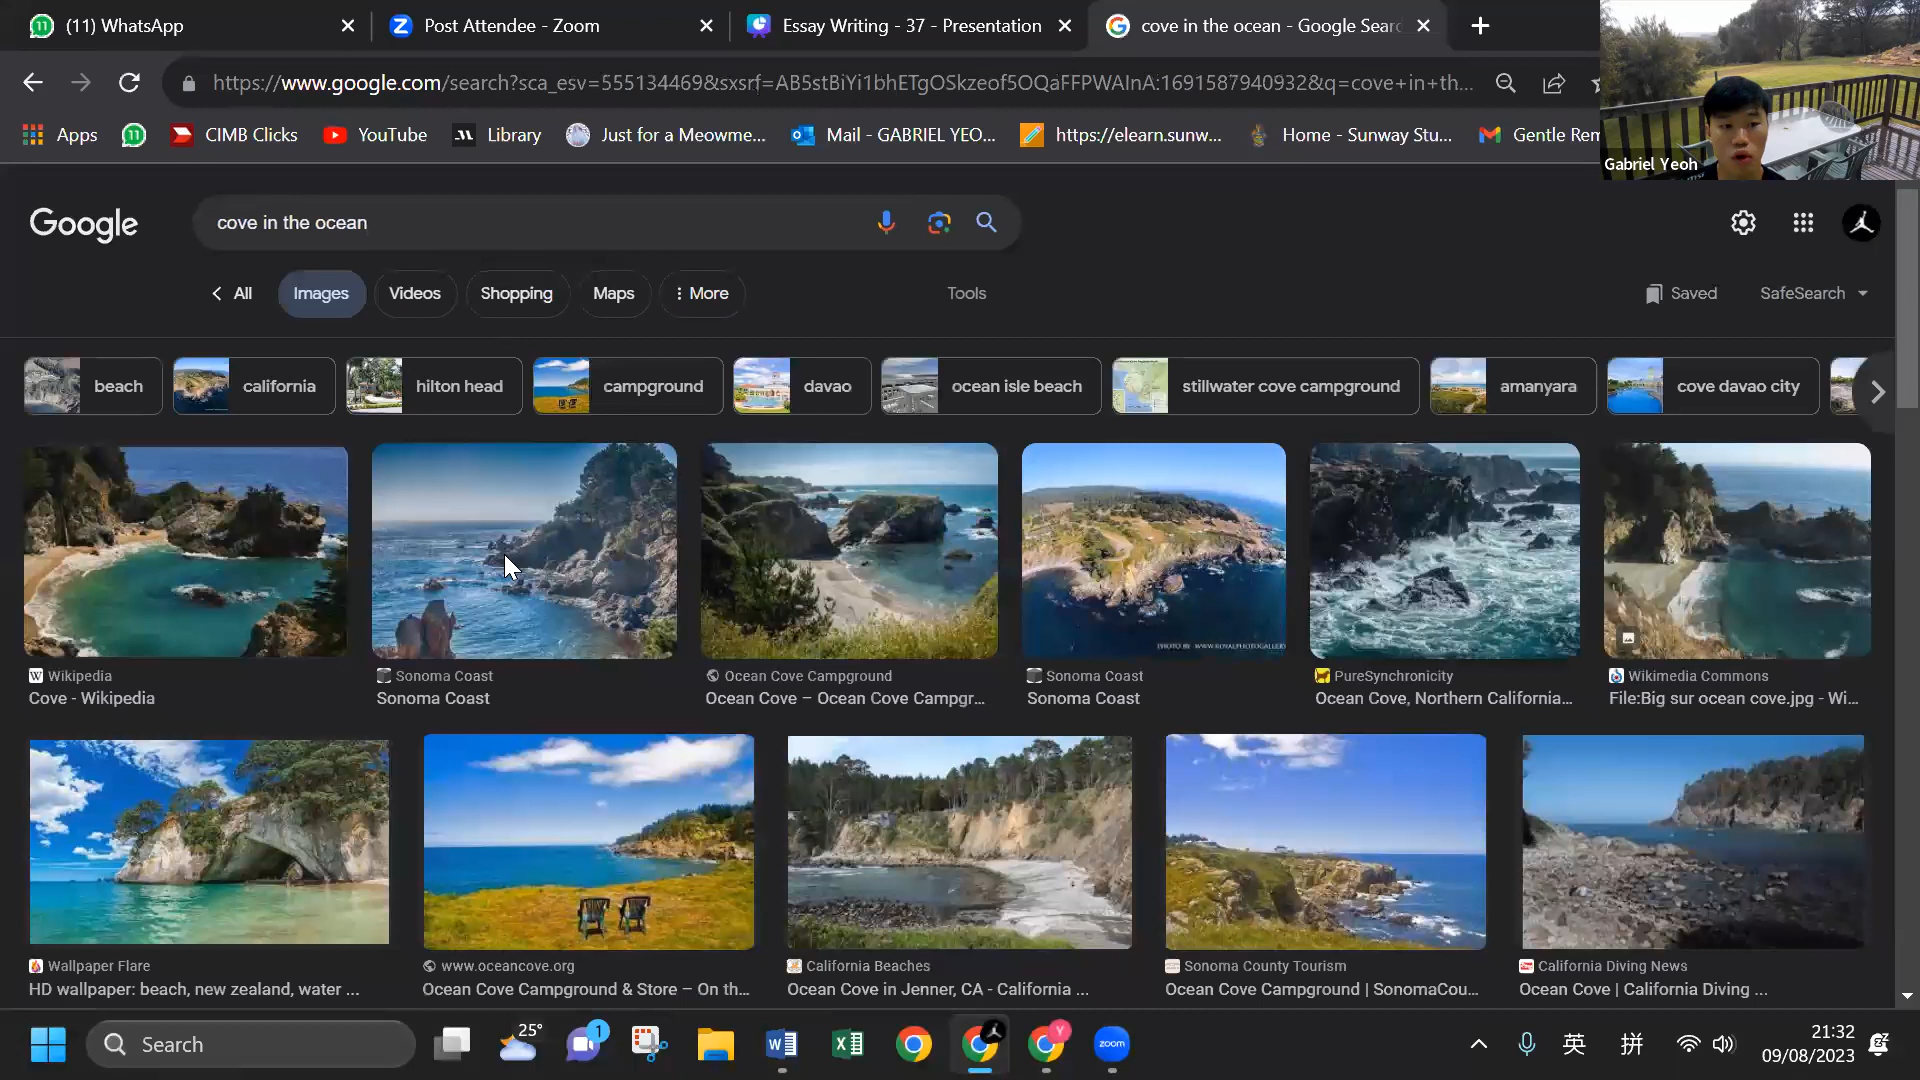 (11) WhatsApp
Post Attendee - Zoom
Essay Writing - 37 - Presentation
cove in the ocean - Google Searc
https://www.google.com/search?sca_esv=555134469&sxsrf=AB5stBiYi1bhETgOSkzeof5OQaFFPWAInA:1691587940932&q=cove+in+th...
Apps
11
CIMB Clicks
YouTube
Library
Just for a Meowme...
Mail - GABRIEL YEO...
https://elearn.sunw...
Home - Sunway Stu...
Gentle Rem
Gabriel Yeoh
Google
cove in the ocean
All
Images
Videos
Shopping
Maps
More
Tools
Saved
SafeSearch
beach
california
hilton head
campground
davao
ocean isle beach
stillwater cove campground
amanyara
cove davao city
Wikipedia
Cove - Wikipedia
Sonoma Coast
Sonoma Coast
Ocean Cove Campground
Ocean Cove – Ocean Cove Campgr...
PHOTO BY WWW.ROYALPHOTOGALLER
Sonoma Coast
Sonoma Coast
PureSynchronicity
Ocean Cove, Northern California...
Wikimedia Commons
File:Big sur ocean cove.jpg - Wi...
Wallpaper Flare
HD wallpaper: beach, new zealand, water ...
www.oceancove.org
Ocean Cove Campground & Store – On th...
California Beaches
Ocean Cove in Jenner, CA - California ...
Sonoma County Tourism
Ocean Cove Campground | SonomaCou...
California Diving News
Ocean Cove | California Diving ...
Search
25°
1
Y
zoom
英
拼
21:32
09/08/2023